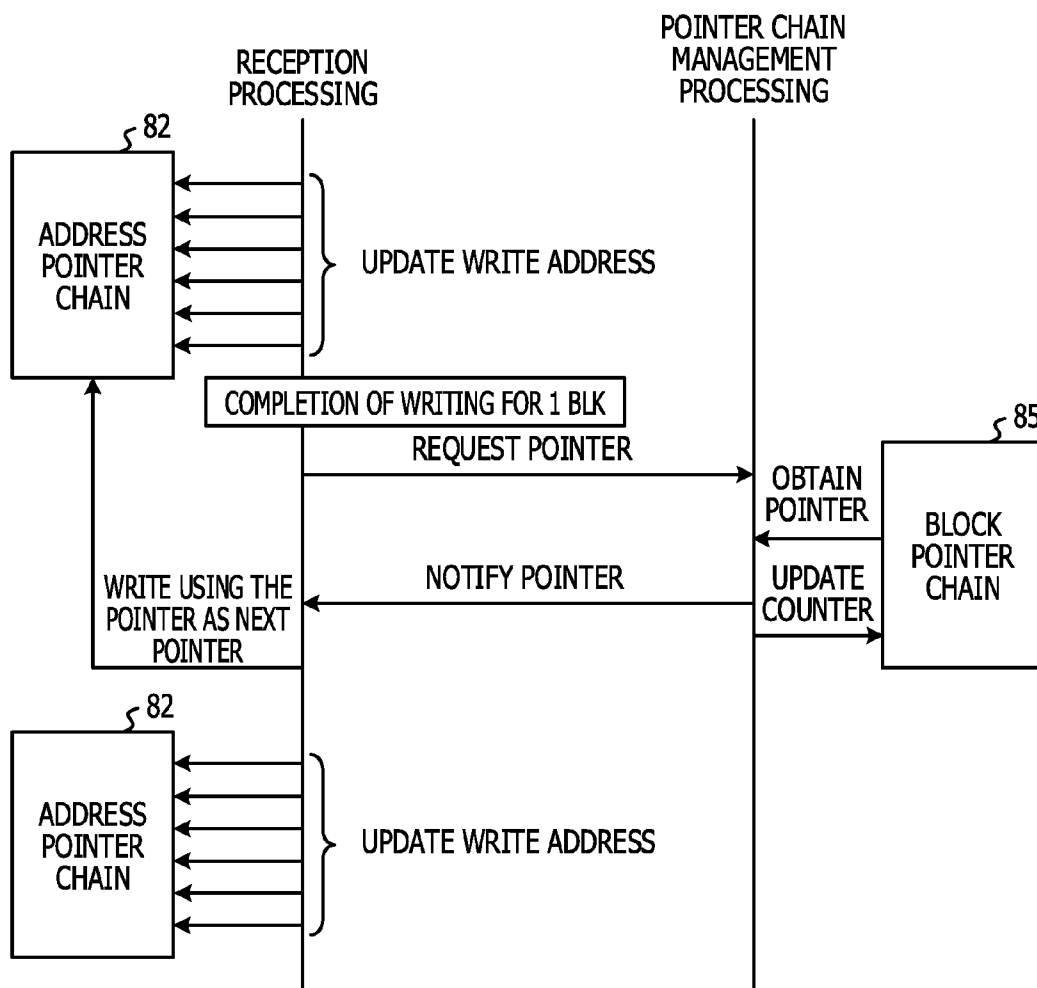 RECEPTION
PROCESSING
POINTER CHAIN
MANAGEMENT
PROCESSING
82
ADDRESS
POINTER
CHAIN
UPDATE WRITE ADDRESS
COMPLETION OF WRITING FOR 1 BLK
REQUEST POINTER
85
OBTAIN
POINTER
BLOCK
POINTER
CHAIN
NOTIFY POINTER
UPDATE
COUNTER
WRITE USING THE
POINTER AS NEXT
POINTER
82
ADDRESS
POINTER
CHAIN
UPDATE WRITE ADDRESS